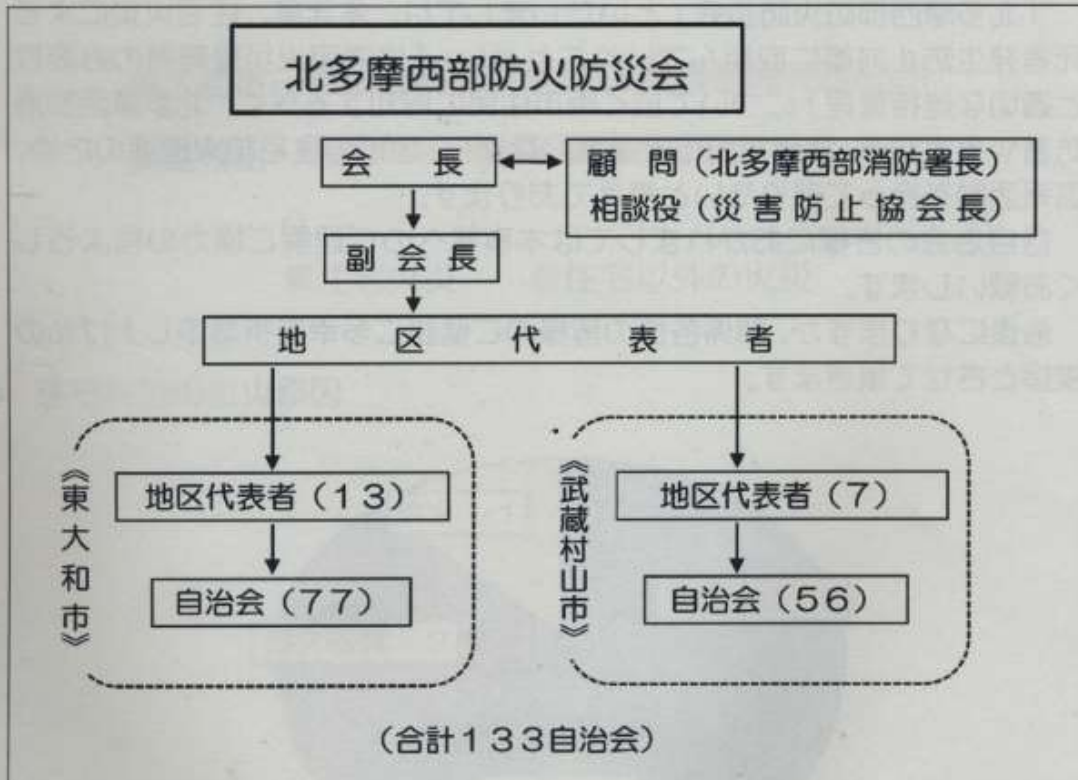 北多摩西部防火防災会
会長
顧問(北多摩西部消防署長)
相談役(災害防止協会長)
副会長
地区代表者
《東大和市》
地区代表者(13)
自治会(77)
《武蔵村山市》
地区代表者(7)
自治会(56)
(合計133自治会)